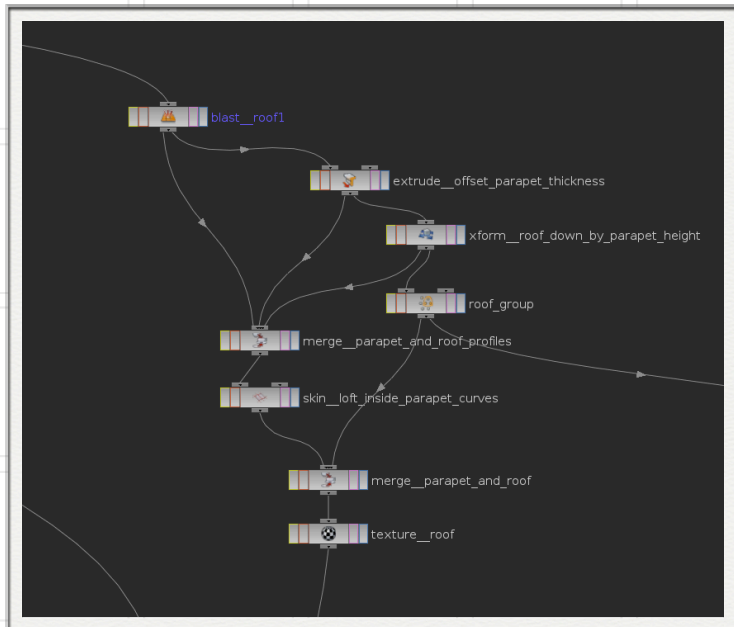 blast__roof1
extrude__offset_parapet_thickness
xform__roof_down_by_parapet_height
roof_group
merge__parapet_and_roof_profiles
skin__loft_inside_parapet_curves
merge__parapet_and_roof
texture__roof